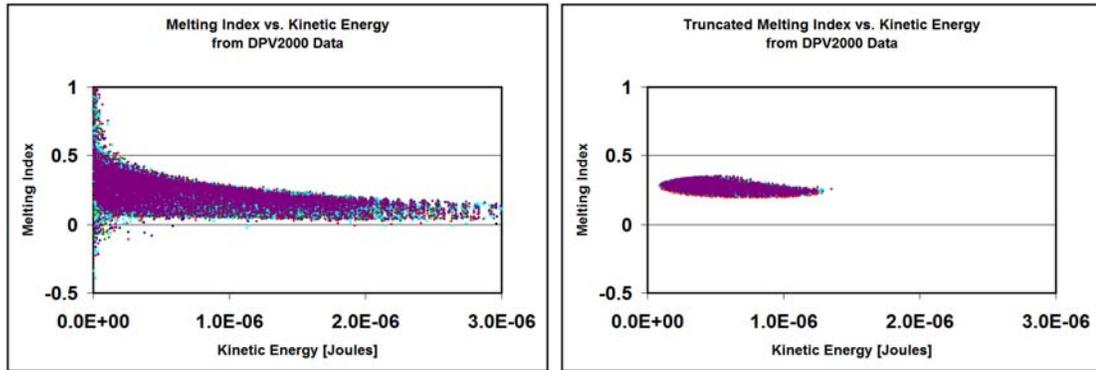 Melting Index vs. Kinetic Energy
from DPV2000 Data
1
0.5
0
-0.5
Melting Index
0.0E+00 1.0E-06 2.0E-06 3.0E-06
Kinetic Energy [Joules]
Truncated Melting Index vs. Kinetic Energy
from DPV2000 Data
1
0.5
0
-0.5
Melting Index
0.0E+00 1.0E-06 2.0E-06 3.0E-06
Kinetic Energy [Joules]